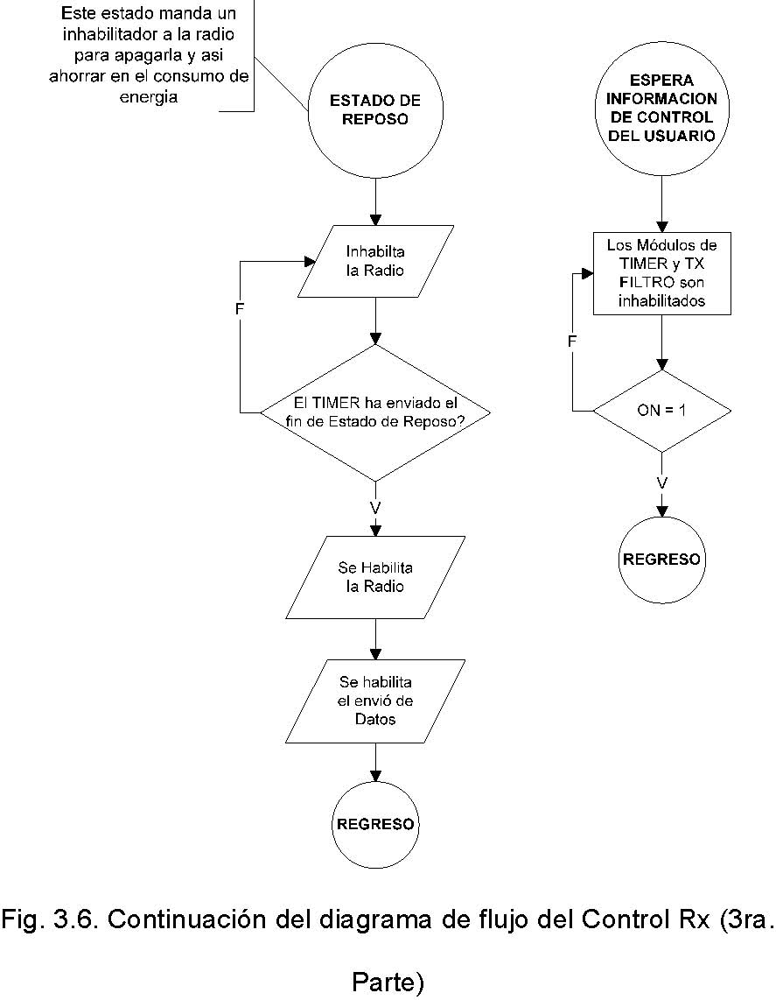 Este estado manda un
inhabilitador a la radio
para apagarla y asi
ahorrar en el consumo de
energia
ESTADO DE
REPOSO
Inhabilta
la Radio
F
El TIMER ha enviado el
fin de Estado de Reposo?
V
Se Habilita
la Radio
Se habilita
el envió de
Datos
REGRESO
ESPERA
INFORMACION
DE CONTROL
DEL USUARIO
Los Módulos de
TIMER y TX
FILTRO son
inhabilitados
F
ON = 1
V
REGRESO
Fig. 3.6. Continuación del diagrama de flujo del Control Rx (3ra.
Parte)